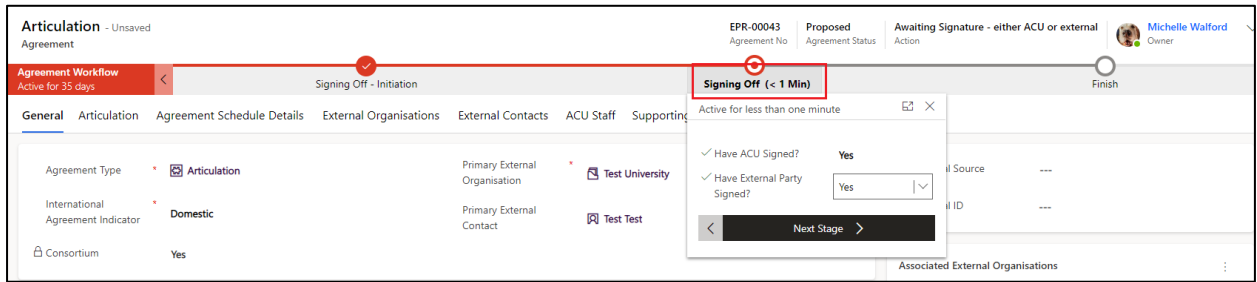 Articulation - Unsaved
Agreement
EPR-00043
Agreement No
Proposed
Agreement Status
Awaiting Signature - either ACU or external
Action
Michelle Walford
Owner
Agreement Workflow
Active for 35 days
Signing Off - Initiation
Signing Off (< 1 Min)
Finish
General Articulation Agreement Schedule Details External Organisations External Contacts ACU Staff Supporting
Active for less than one minute
Have ACU Signed? Yes
Have External Party
Signed?
Yes
Next Stage
Agreement Type * Articulation
Primary External
Organisation
* Test University
International
Agreement Indicator
* Domestic
Primary External
Contact
Test Test
Consortium Yes
Source ---
ID ---
Associated External Organisations